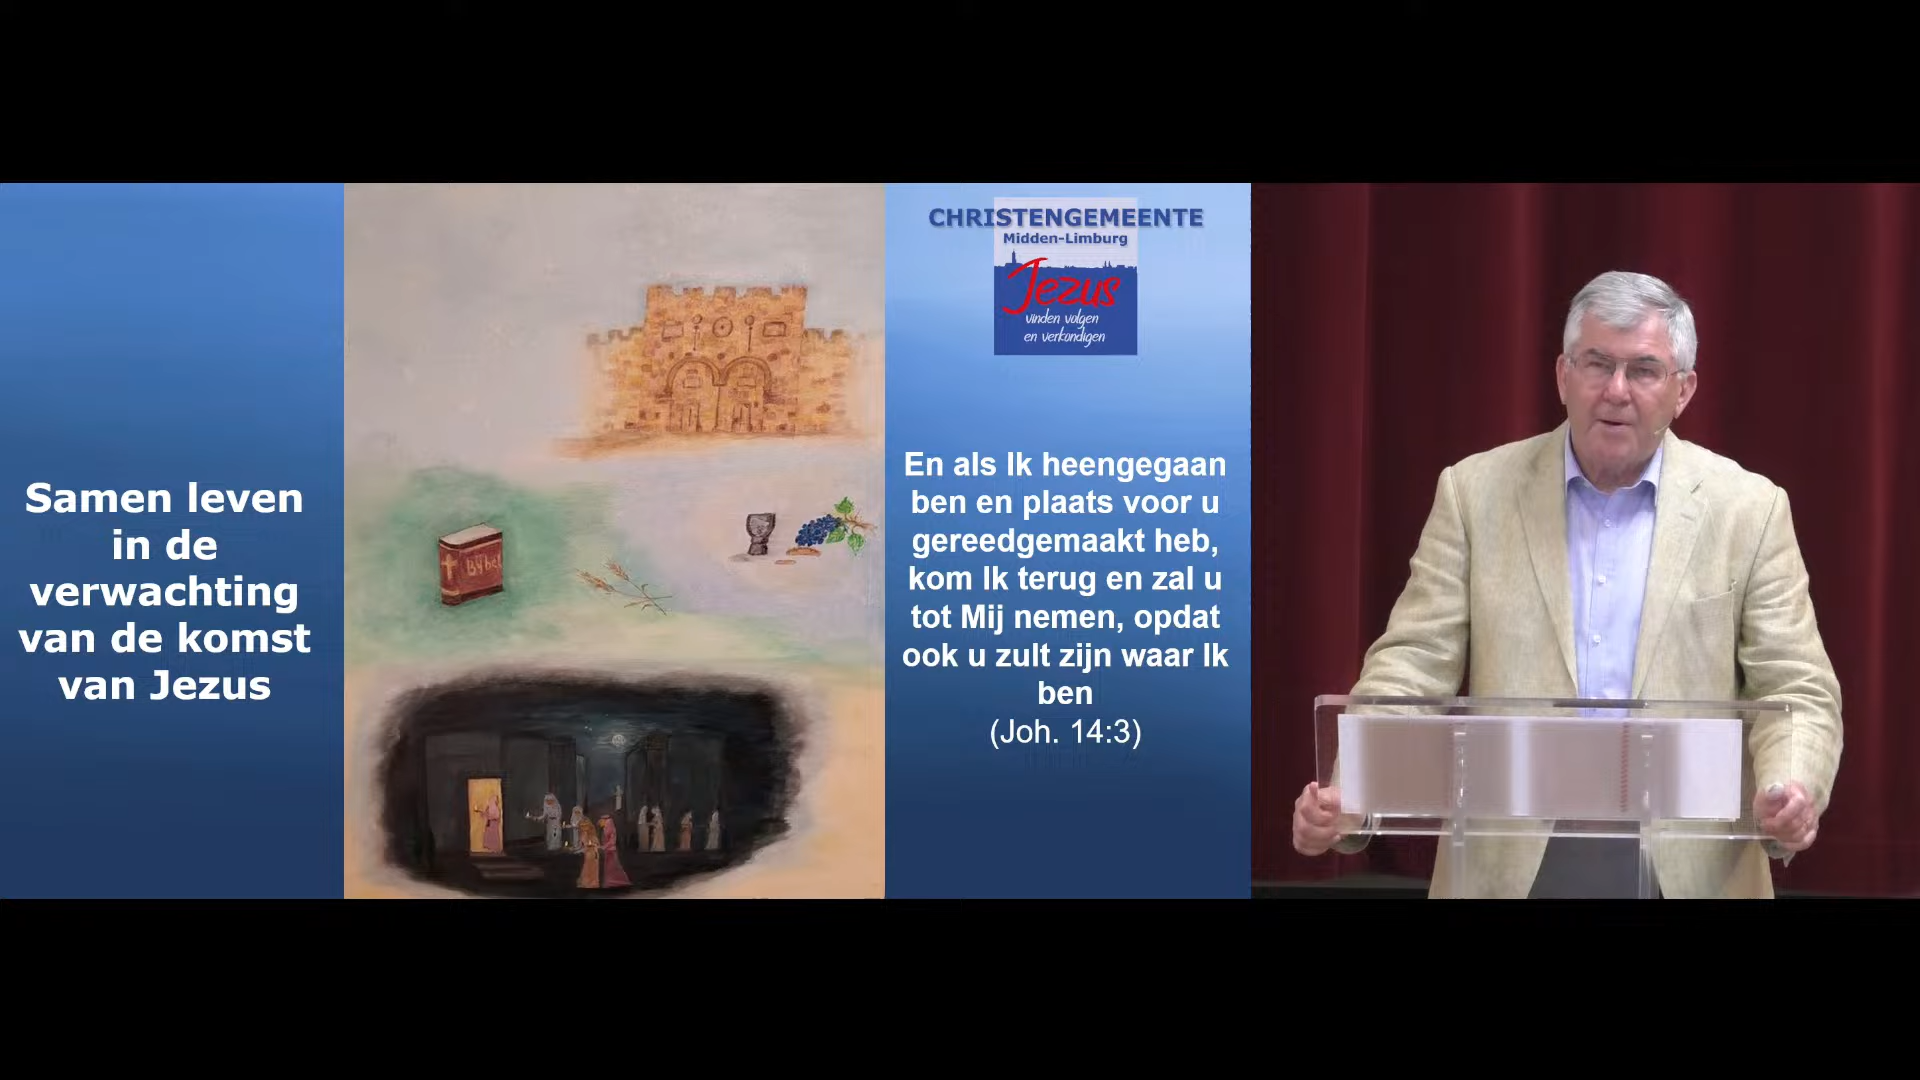 Samen leven
in de
verwachting
van de komst
van Jezus
Bijbel
CHRISTENGEMEENTE
Midden-Limburg
Jezus
vinden volgen
en verkondigen
En als Ik heengegaan
ben en plaats voor u
gereedgemaakt heb,
kom Ik terug en zal u
tot Mij nemen, opdat
ook u zult zijn waar Ik
ben
(Joh. 14:3)